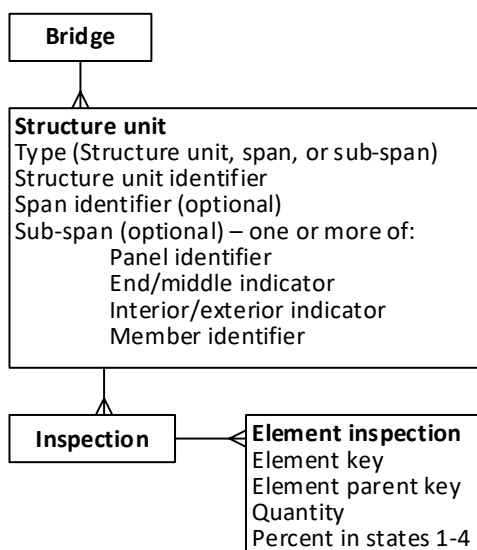 Bridge
Structure unit
Type (Structure unit, span, or sub-span)
Structure unit identifier
Span identifier (optional)
Sub-span (optional) – one or more of:
Panel identifier
End/middle indicator
Interior/exterior indicator
Member identifier
Inspection
Element inspection
Element key
Element parent key
Quantity
Percent in states 1-4